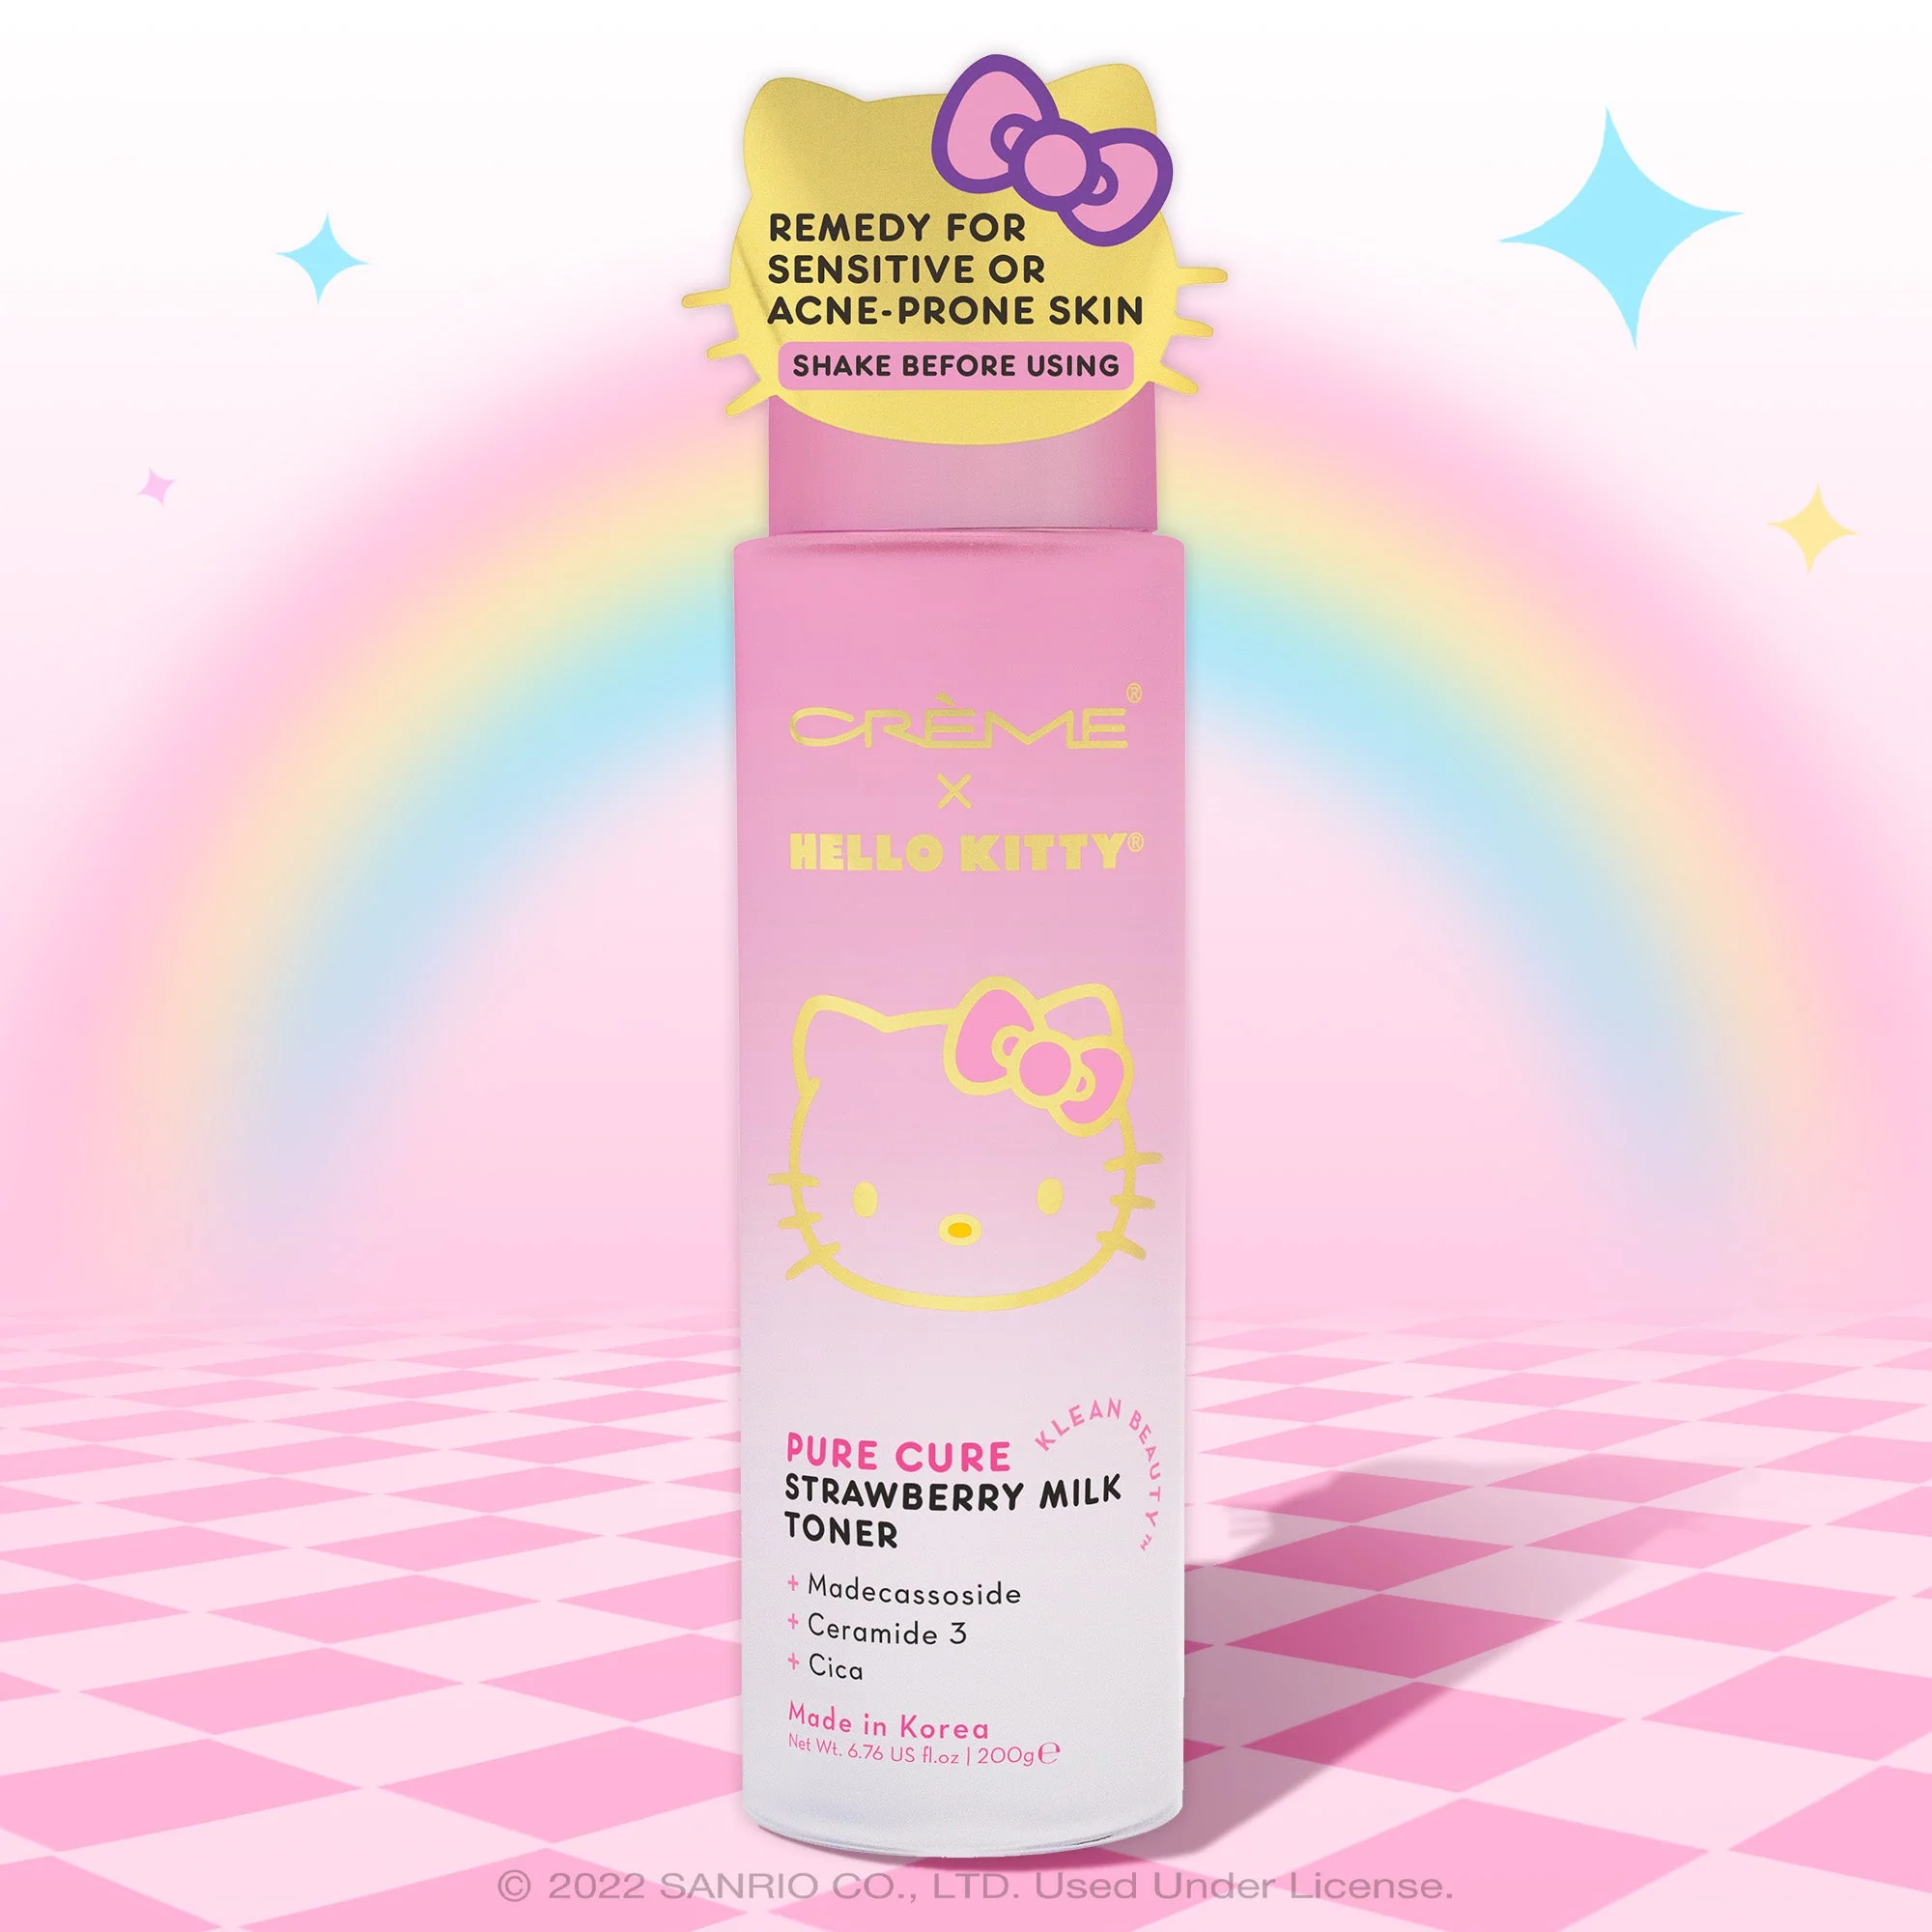 REMEDY FOR
SENSITIVE OR
ACNE-PRONE SKIN
SHAKE BEFORE USING
CRÈME®
X
HELLO KITTY®
KLEAN BEAUTY™
PURE CURE
STRAWBERRY MILK
TONER
+ Madecassoside
+ Ceramide 3
+ Cica
Made in Korea
Net Wt. 6.76 US fl.oz | 200g℮
© 2022 SANRIO CO., LTD. Used Under License.